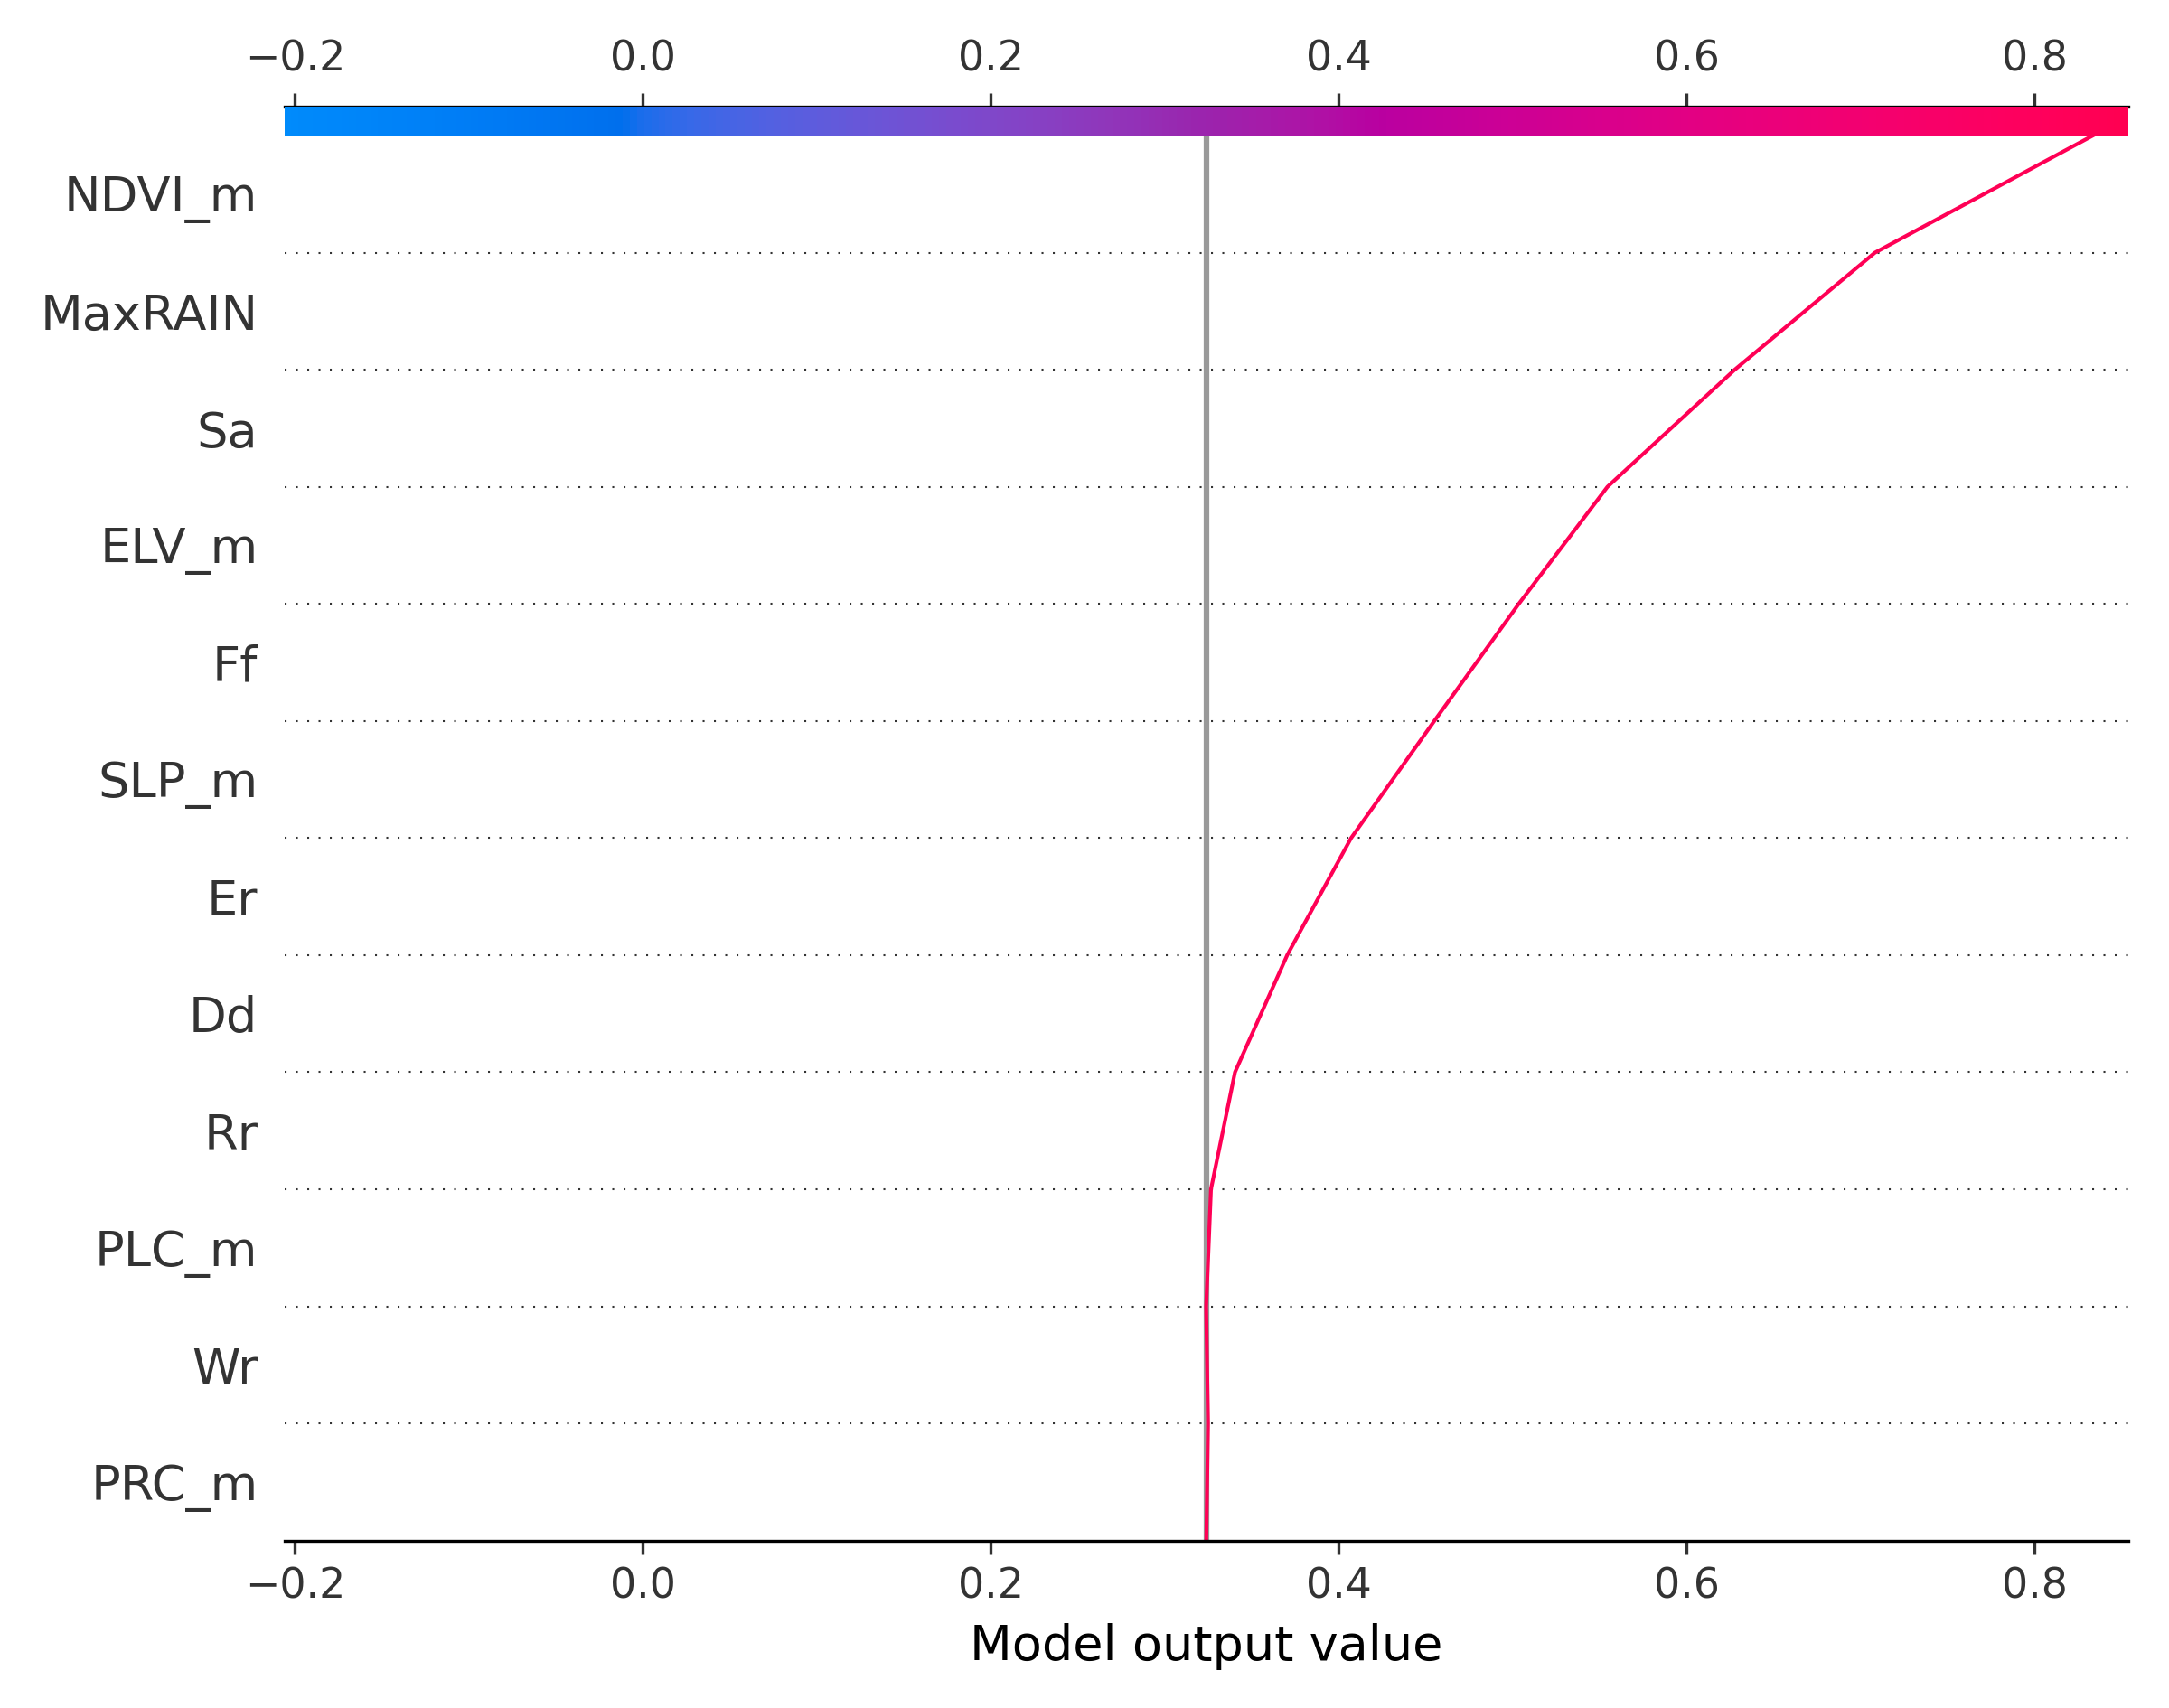 −0.2 0.0 0.2 0.4 0.6 0.8
NDVI_m
MaxRAIN
Sa
ELV_m
Ff
SLP_m
Er
Dd
Rr
PLC_m
Wr
PRC_m
−0.2 0.0 0.2 0.4 0.6 0.8
Model output value